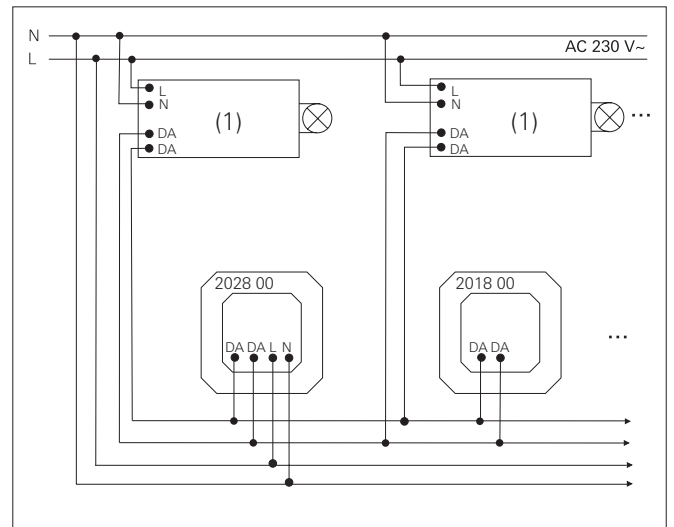 N
L
AC 230 V~
L
N
(1)
DA
DA
L
N
(1)
DA
DA
...
2028 00
DA DA L N
2018 00
DA DA
...